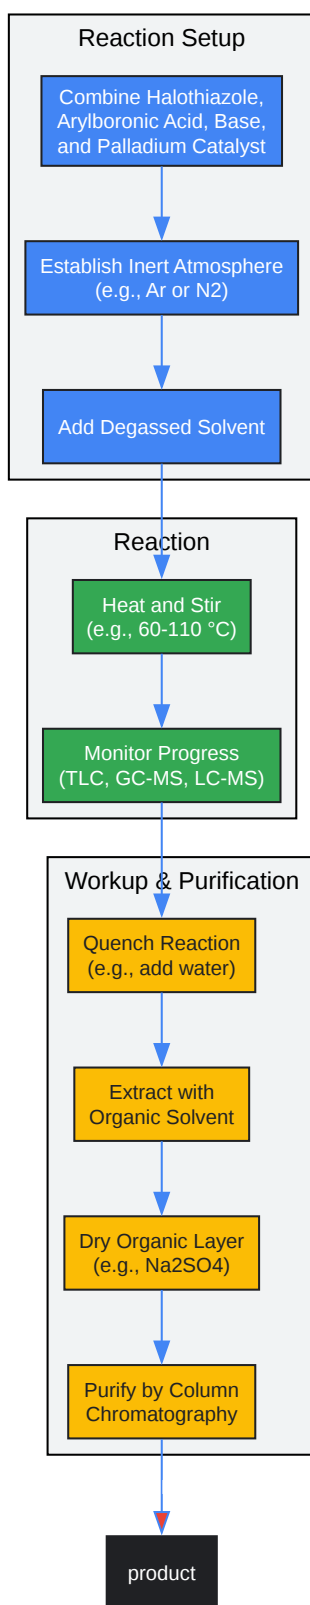 Reaction Setup
Combine Halothiazole,
Arylboronic Acid, Base,
and Palladium Catalyst
Establish Inert Atmosphere
(e.g., Ar or N2)
Add Degassed Solvent
Reaction
Heat and Stir
(e.g., 60-110 °C)
Monitor Progress
(TLC, GC-MS, LC-MS)
Workup & Purification
Quench Reaction
(e.g., add water)
Extract with
Organic Solvent
Dry Organic Layer
(e.g., Na2SO4)
Purify by Column
Chromatography
product